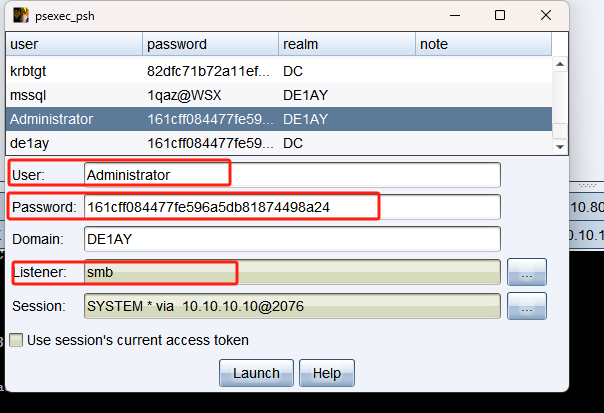 psexec_psh
user password realm note
krbtgt 82dfc71b72a11ef... DC
mssql 1qaz@WSX DE1AY
Administrator 161cff084477fe59... DE1AY
de1ay 161cff084477fe59... DC
User: Administrator
Password: 161cff084477fe596a5db81874498a24
Domain: DE1AY
Listener: smb ...
Session: SYSTEM * via 10.10.10.10@2076 ...
Use session's current access token
Launch Help
10.80
0.10.1